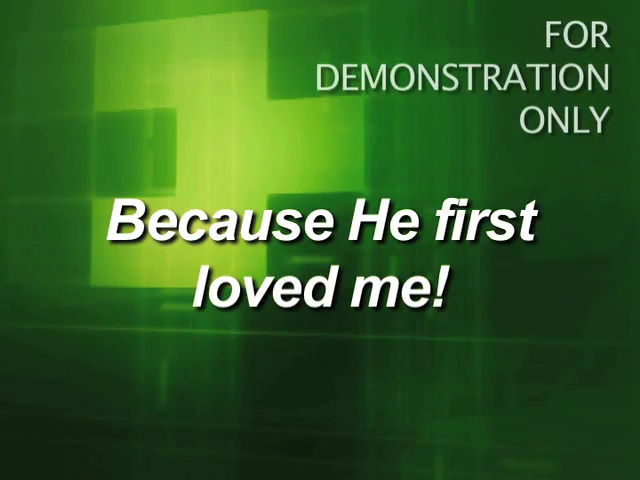 FOR
DEMONSTRATION
ONLY
Because He first
loved me!